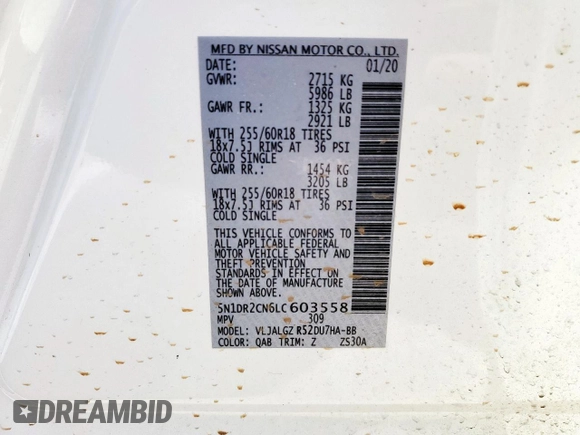 MFD BY NISSAN MOTOR CO., LTD.
DATE: 01/20
GVWR: 2715 KG
5986 LB
GAWR FR.: 1325 KG
2921 LB
WITH 255/60R18 TIRES
18x7.5J RIMS AT 36 PSI
COLD SINGLE
GAWR RR.: 1454 KG
3205 LB
WITH 255/60R18 TIRES
18x7.5J RIMS AT 36 PSI
COLD SINGLE
THIS VEHICLE CONFORMS TO
ALL APPLICABLE FEDERAL
MOTOR VEHICLE SAFETY AND
THEFT PREVENTION
STANDARDS IN EFFECT ON
THE DATE OF MANUFACTURE
SHOWN ABOVE.
5N1DR2CN6LC603558
MPV 309
MODEL: VLJALGZ R52DU7HA-BB
COLOR: QAB TRIM: Z ZS30A
DREAMBID